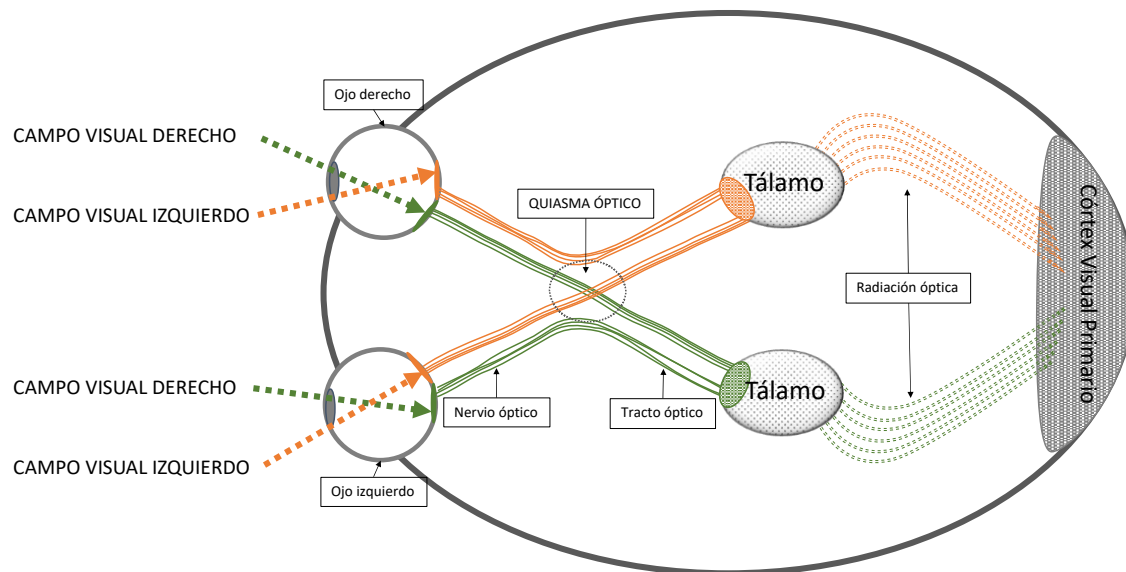 Ojo derecho
CAMPO VISUAL DERECHO
CAMPO VISUAL IZQUIERDO
QUIASMA ÓPTICO
Tálamo
Córtex Visual Primario
Radiación óptica
CAMPO VISUAL DERECHO
CAMPO VISUAL IZQUIERDO
Nervio óptico
Tracto óptico
Tálamo
Ojo izquierdo